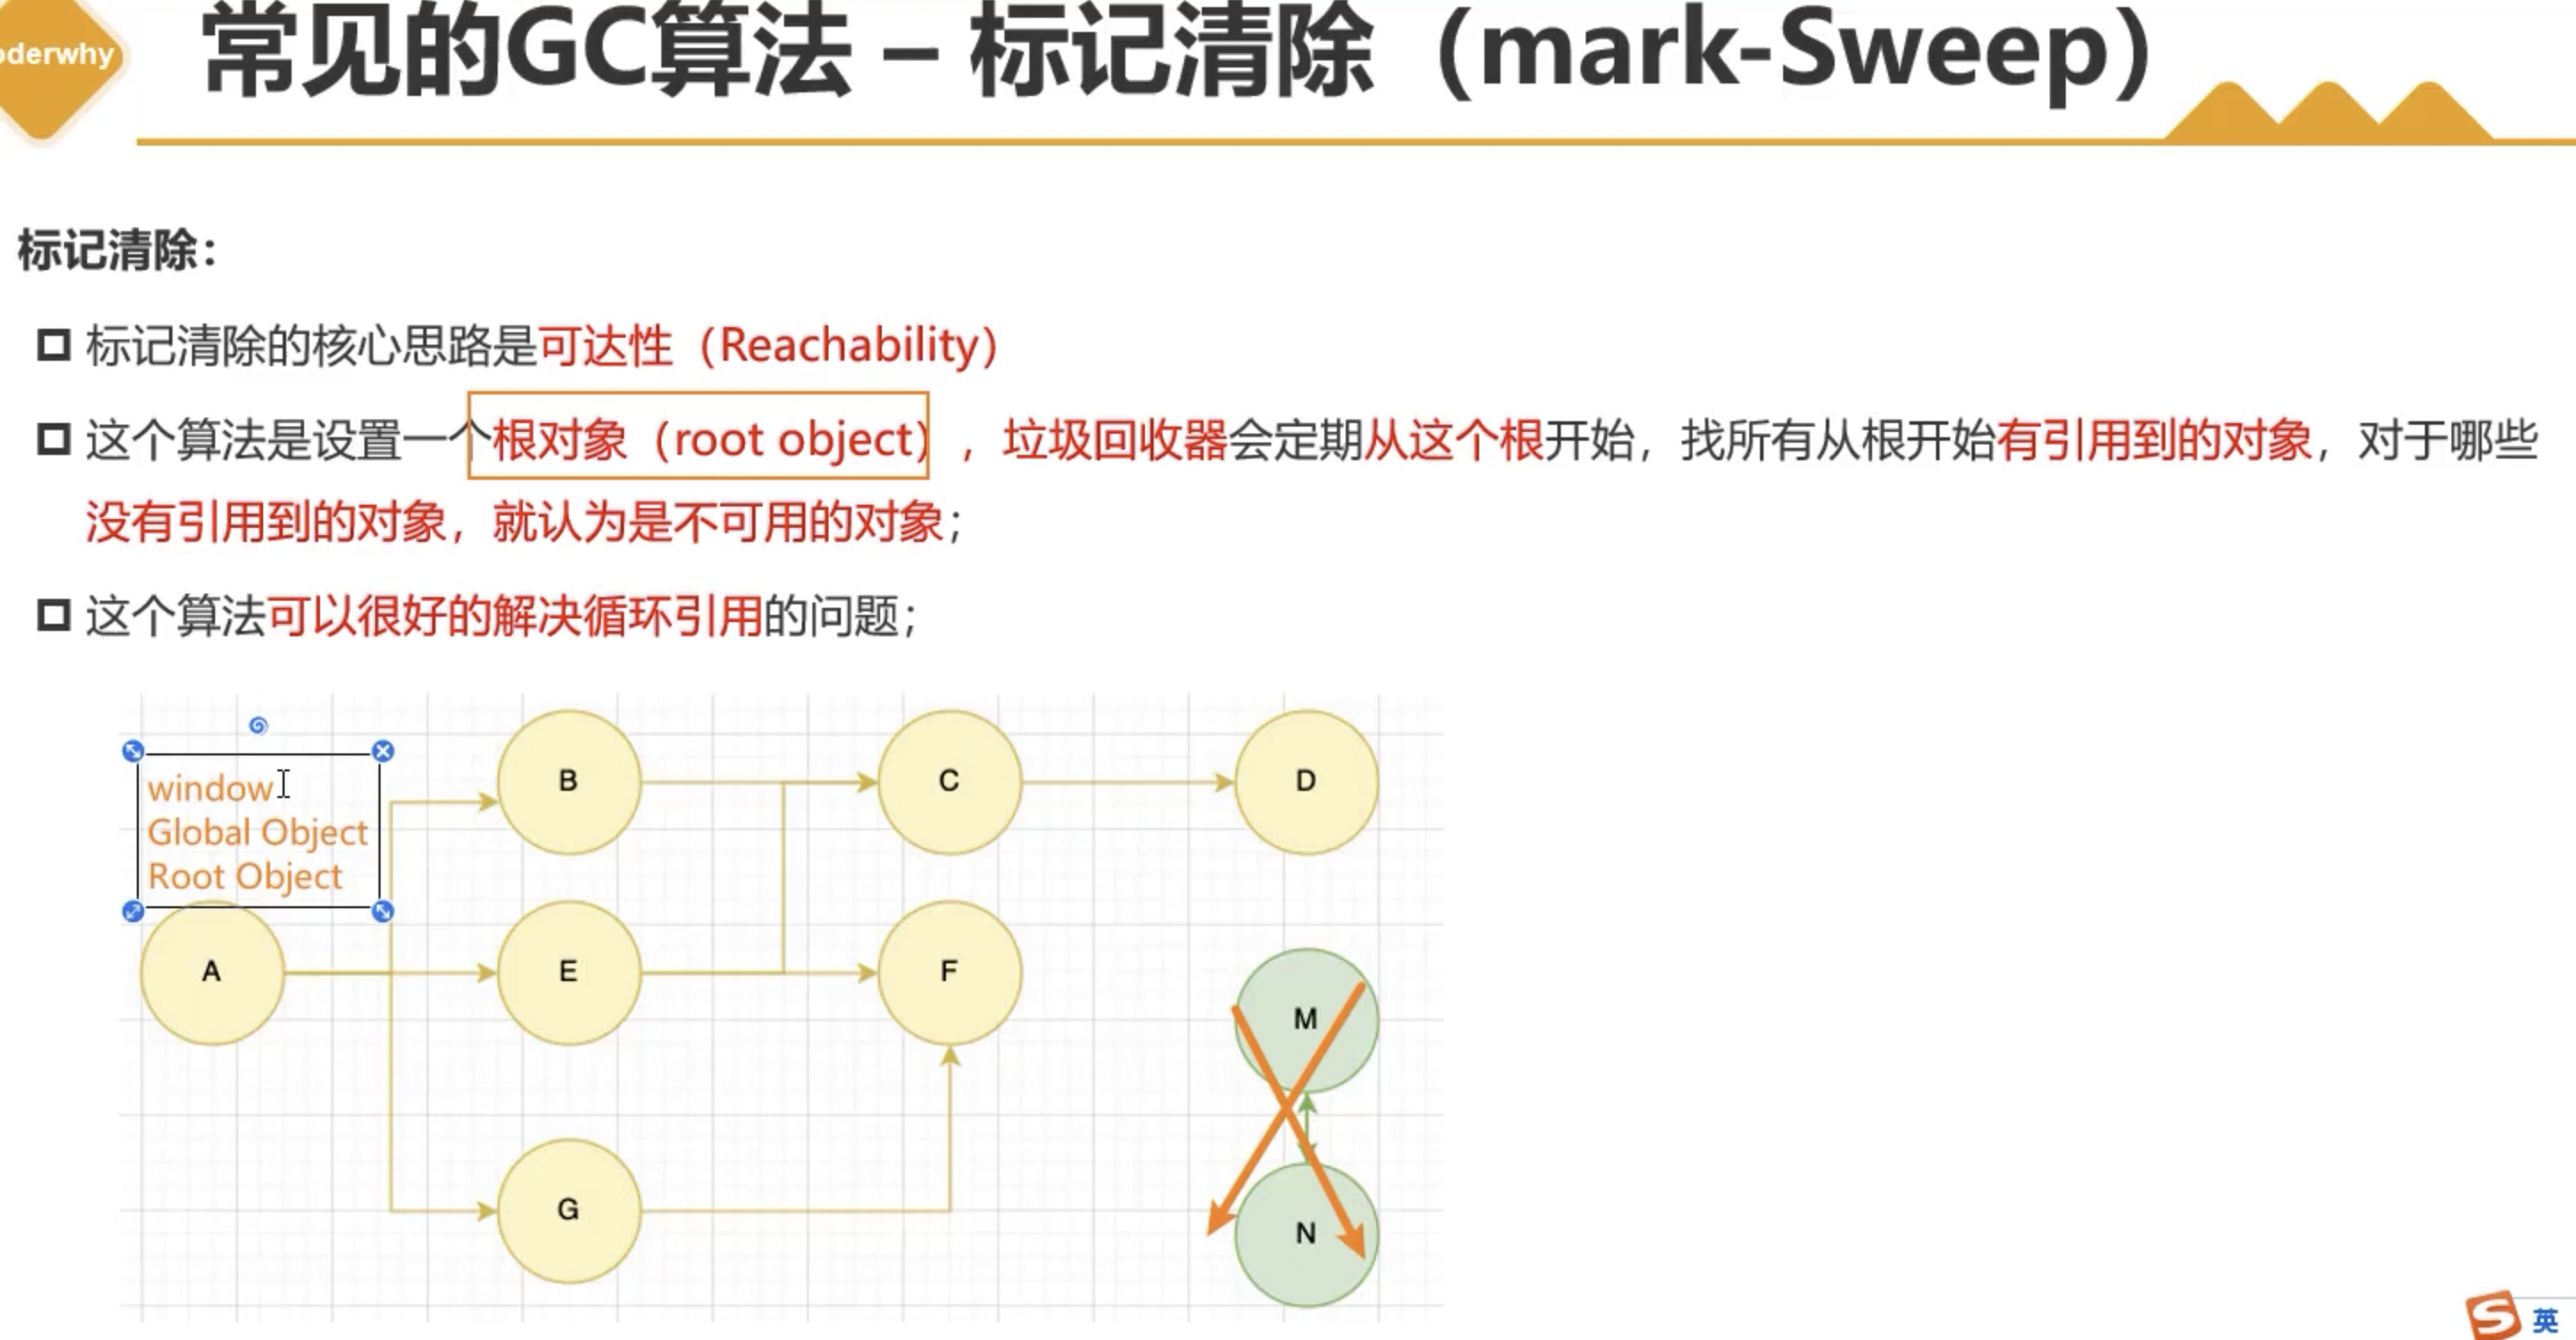 oderwhy
常见的GC算法 – 标记清除（mark-Sweep）
标记清除：
标记清除的核心思路是可达性（Reachability）
这个算法是设置一个根对象（root object），垃圾回收器会定期从这个根开始，找所有从根开始有引用到的对象，对于哪些
没有引用到的对象，就认为是不可用的对象；
这个算法可以很好的解决循环引用的问题；
window
Global Object
Root Object
B
C
D
A
E
F
M
G
N
S
英